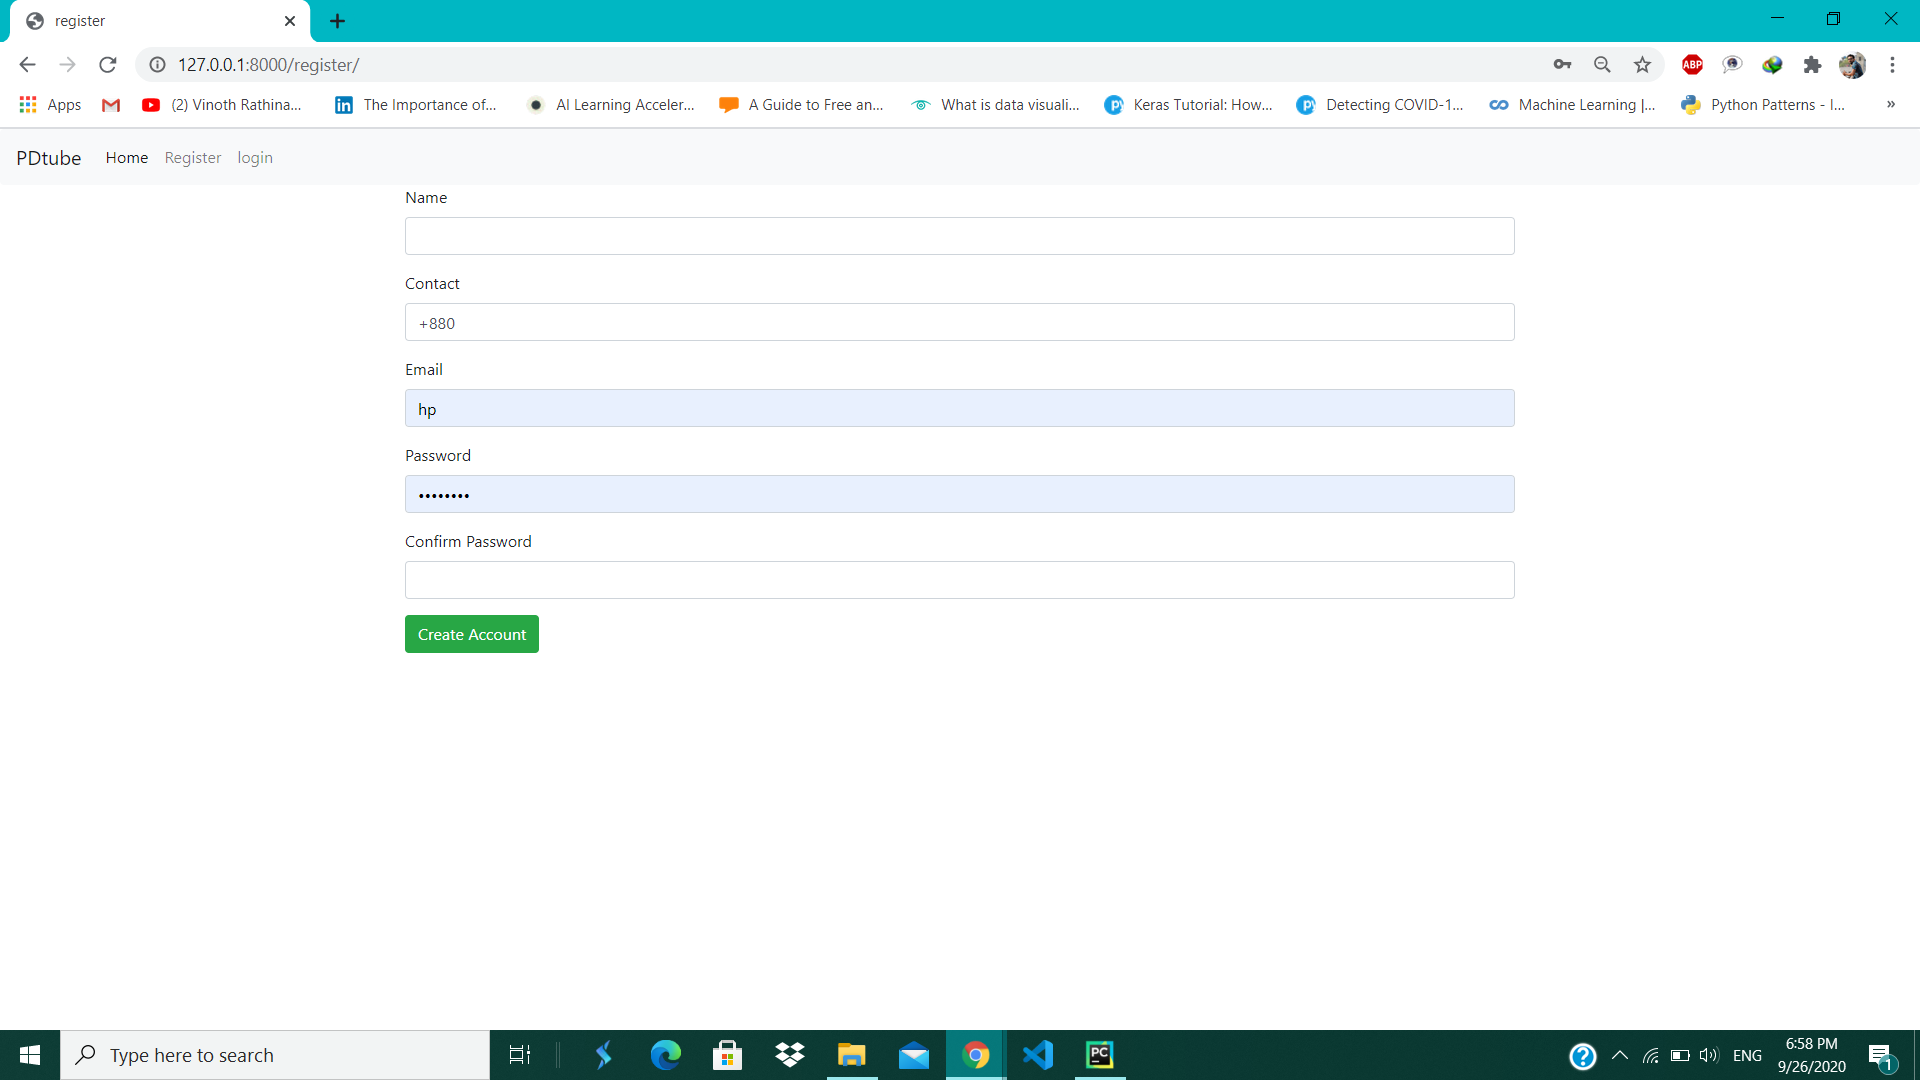 register
127.0.0.1:8000/register/
ABP
Apps
(2) Vinoth Rathina...
The Importance of...
AI Learning Acceler...
A Guide to Free an...
What is data visuali...
Keras Tutorial: How...
Detecting COVID-1...
Machine Learning |...
Python Patterns - I...
»
PDtube Home Register login
Name
Contact
+880
Email
hp
Password
••••••••
Confirm Password
Create Account
Type here to search
PC
ENG
6:58 PM
9/26/2020
1